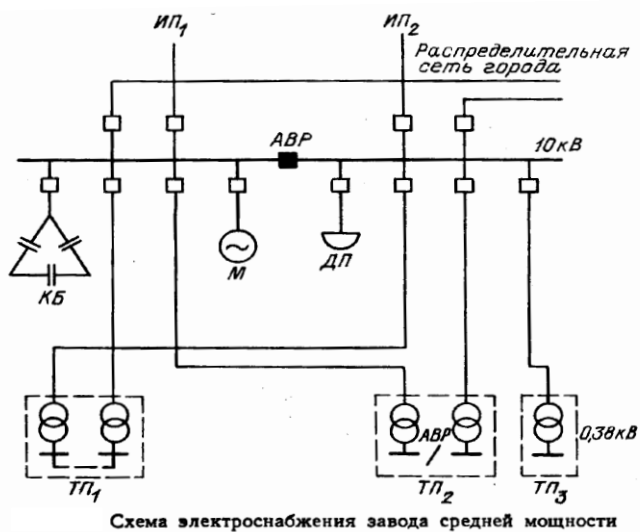 ИП1
ИП2
Распределительная
сеть города
АВР
10кВ
КБ
М
ДП
АВР
0,38кВ
ТП1
ТП2
ТП3
Схема электроснабжения завода средней мощности